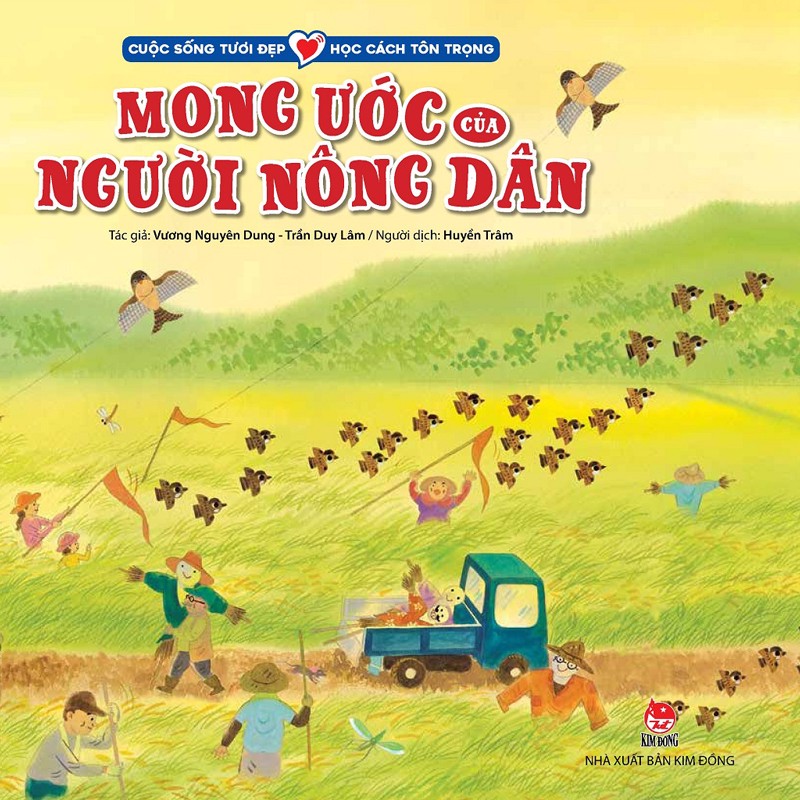 CUỘC SỐNG TƯƠI ĐẸP HỌC CÁCH TÔN TRỌNG
MONG ƯỚC CỦA
NGƯỜI NÔNG DÂN
Tác giả: Vương Nguyên Dung - Trần Duy Lâm / Người dịch: Huyền Trâm
KIM ĐỒNG
NHÀ XUẤT BẢN KIM ĐỒNG